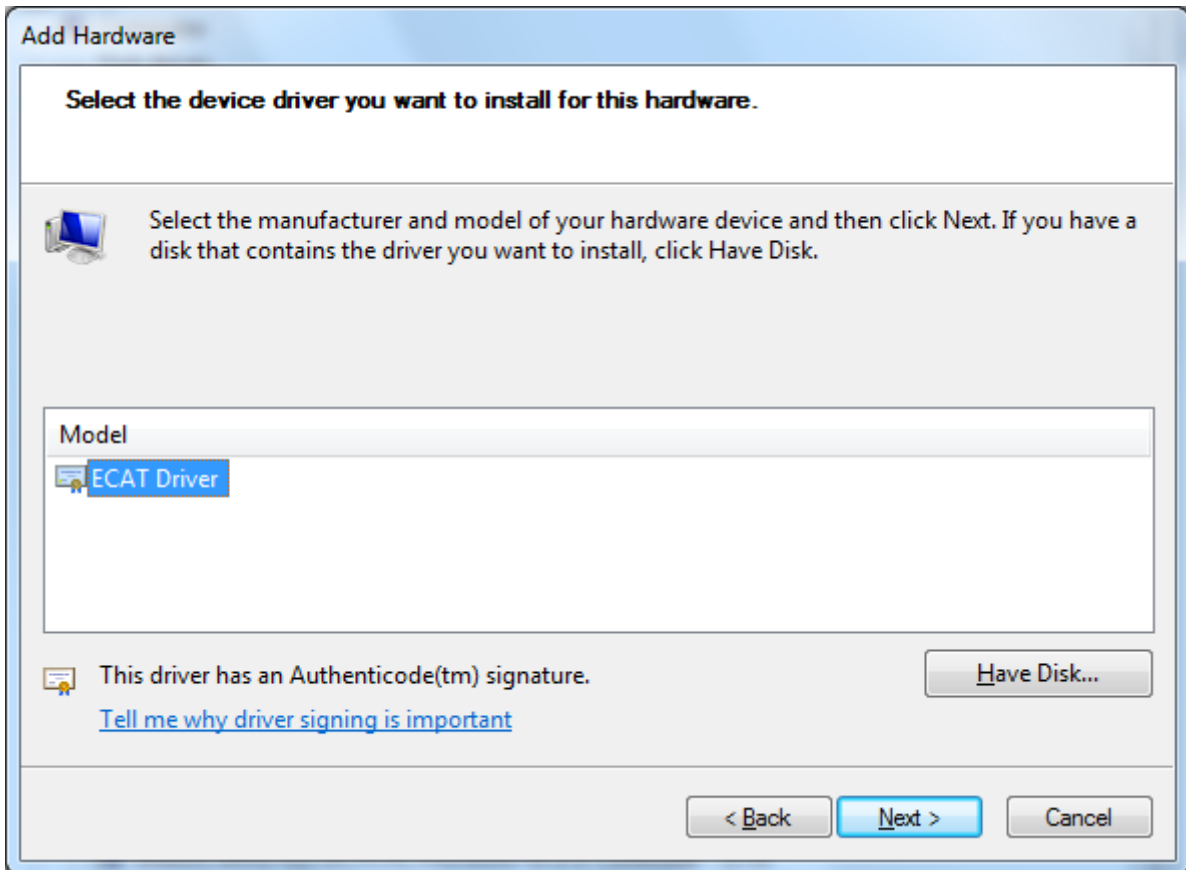 Add Hardware
Select the device driver you want to install for this hardware.
Select the manufacturer and model of your hardware device and then click Next. If you have a
disk that contains the driver you want to install, click Have Disk.
Model
ECAT Driver
This driver has an Authenticode(tm) signature.
Have Disk...
Tell me why driver signing is important
< Back
Next >
Cancel